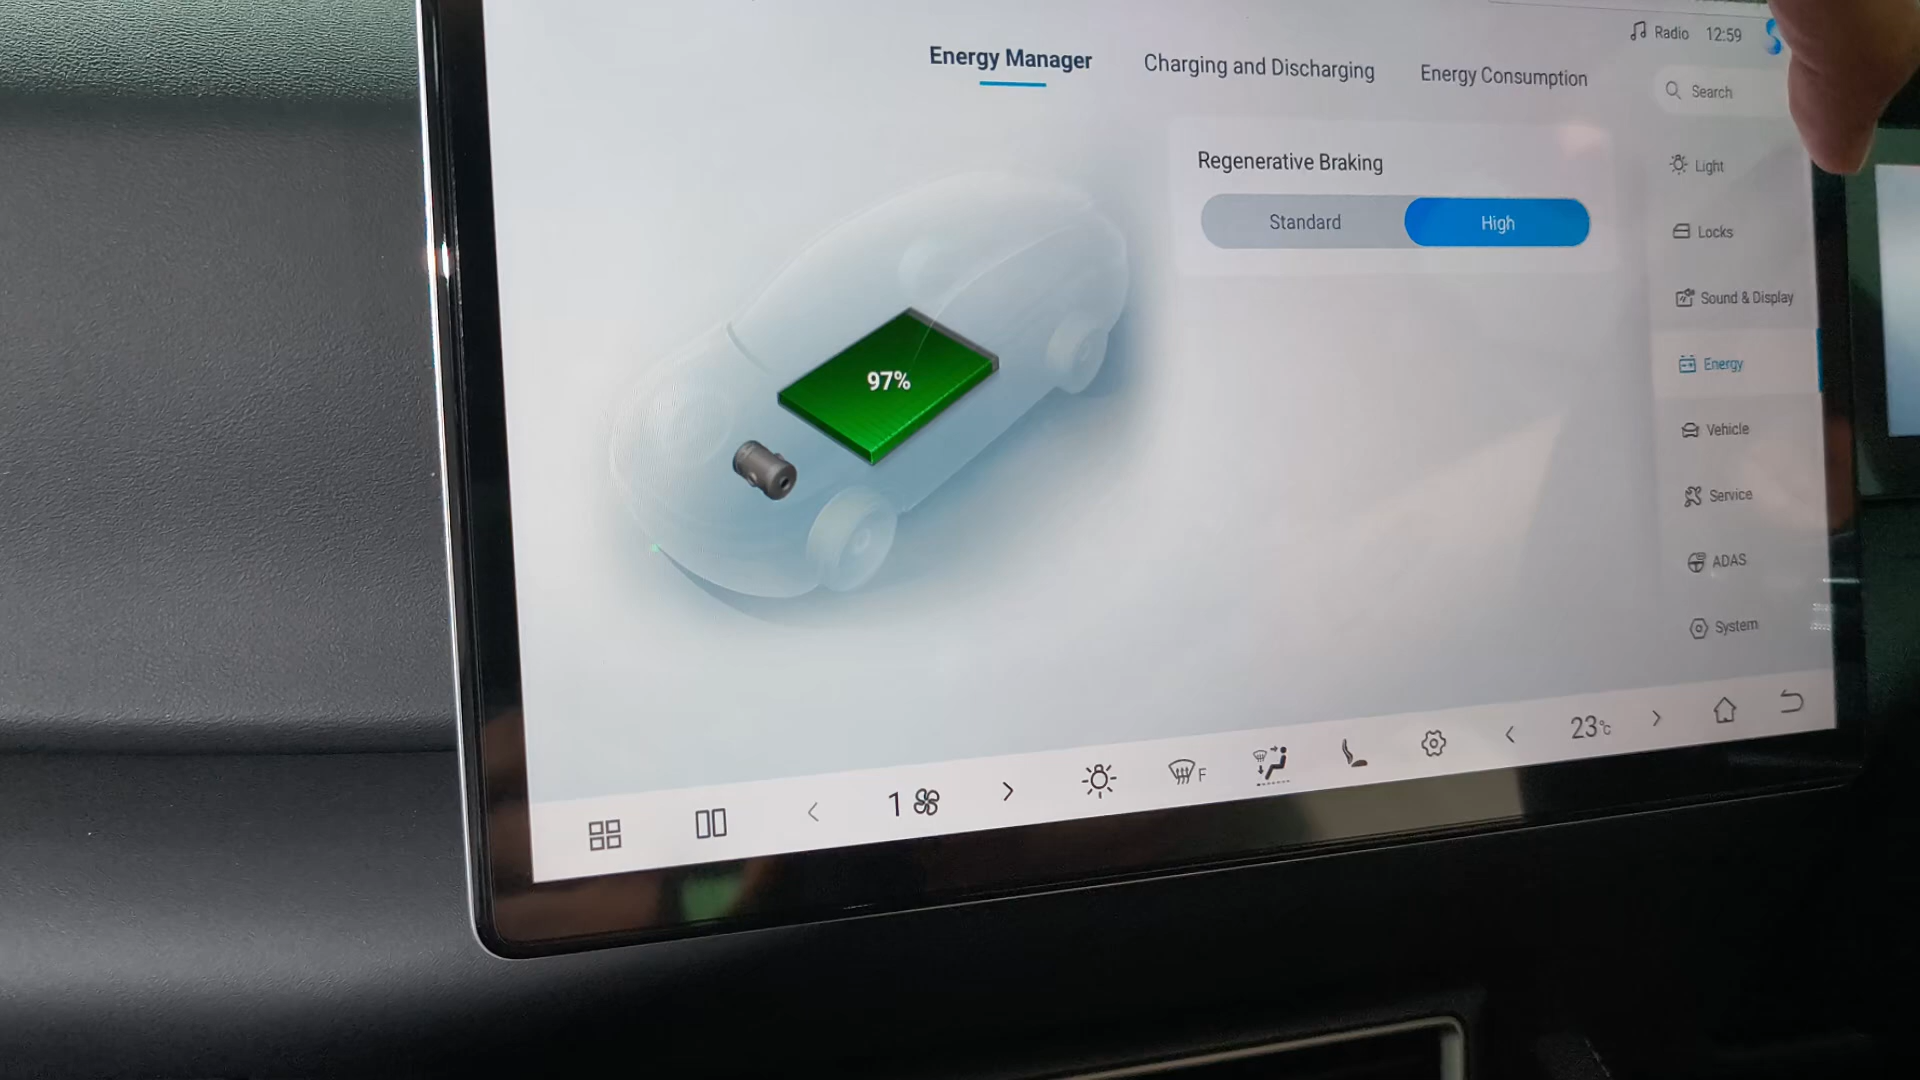 Radio 12:59
Energy Manager Charging and Discharging Energy Consumption
Search
Regenerative Braking
Standard High
Light
Locks
Sound & Display
97%
Energy
Vehicle
Service
ADAS
System
1 F 23°C